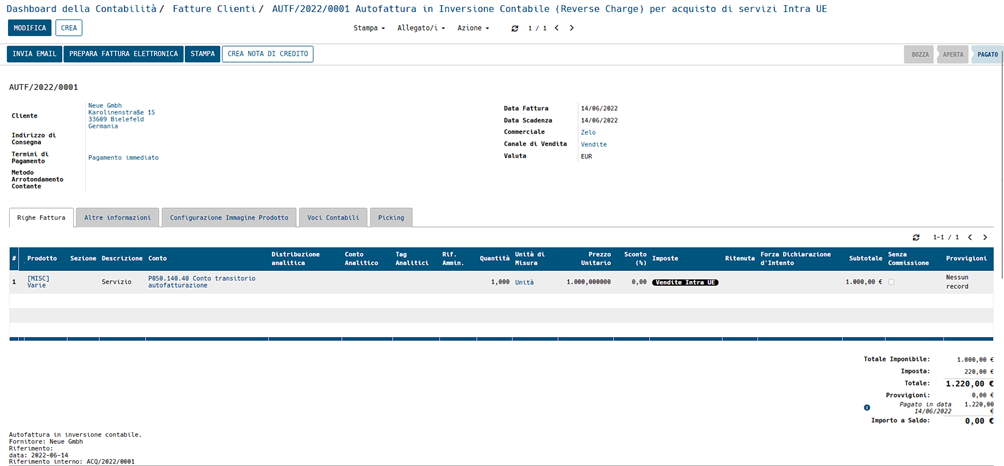 Dashboard della Contabilità / Fatture Clienti / AUTF/2022/0001 Autofattura in Inversione Contabile (Reverse Charge) per acquisto di servizi Intra UE
MODIFICA CREA Stampa Allegato/i Azione 1 / 1
INVIA EMAIL PREPARA FATTURA ELETTRONICA STAMPA CREA NOTA DI CREDITO BOZZA APERTA PAGATO
AUTF/2022/0001
Cliente
Neue Gmbh
Karolinenstraße 15
33609 Bielefeld
Germania
Indirizzo di
Consegna
Termini di
Pagamento
Pagamento immediato
Metodo
Arrotondamento
Contante
Data Fattura 14/06/2022
Data Scadenza 14/06/2022
Commerciale Zelo
Canale di Vendita Vendite
Valuta EUR
Righe Fattura Altre informazioni Configurazione Immagine Prodotto Voci Contabili Picking
1-1 / 1
# Prodotto Sezione Descrizione Conto Distribuzione analitica Conto Analitico Tag Analitici Rif. Ammin. Quantità Unità di Misura Prezzo Unitario Sconto (%) Imposte Ritenuta Forza Dichiarazione d'Intento Subtotale Senza Commissione Provvigioni
1 [MISC] Varie Servizio P050.140.40 Conto transitorio autofatturazione 1,000 Unità 1.000,000000 0,00 Vendite Intra UE 1.000,00 € Nessun record
Totale Imponibile: 1.000,00 €
Imposta: 220,00 €
Totale: 1.220,00 €
Provvigioni: 0,00 €
Pagato in data 14/06/2022 1.220,00 €
Importo a Saldo: 0,00 €
Autofattura in inversione contabile.
Fornitore: Neue Gmbh
Riferimento:
data: 2022-06-14
Riferimento interno: ACQ/2022/0001